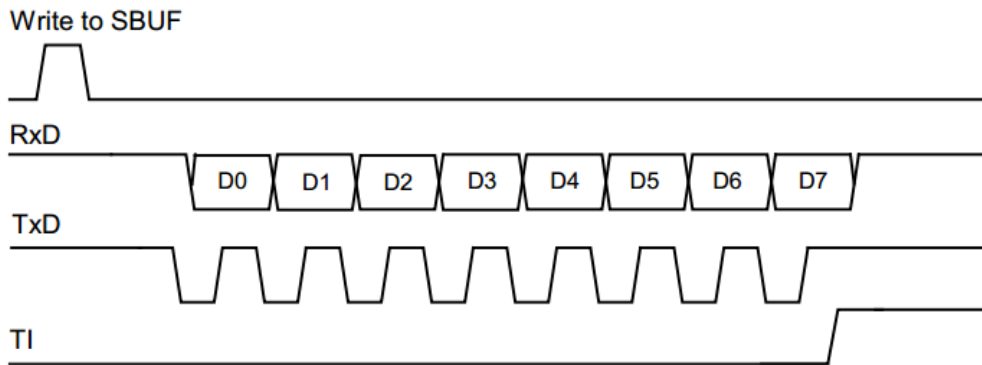 Write to SBUF
RxD
D0 D1 D2 D3 D4 D5 D6 D7
TxD
TI